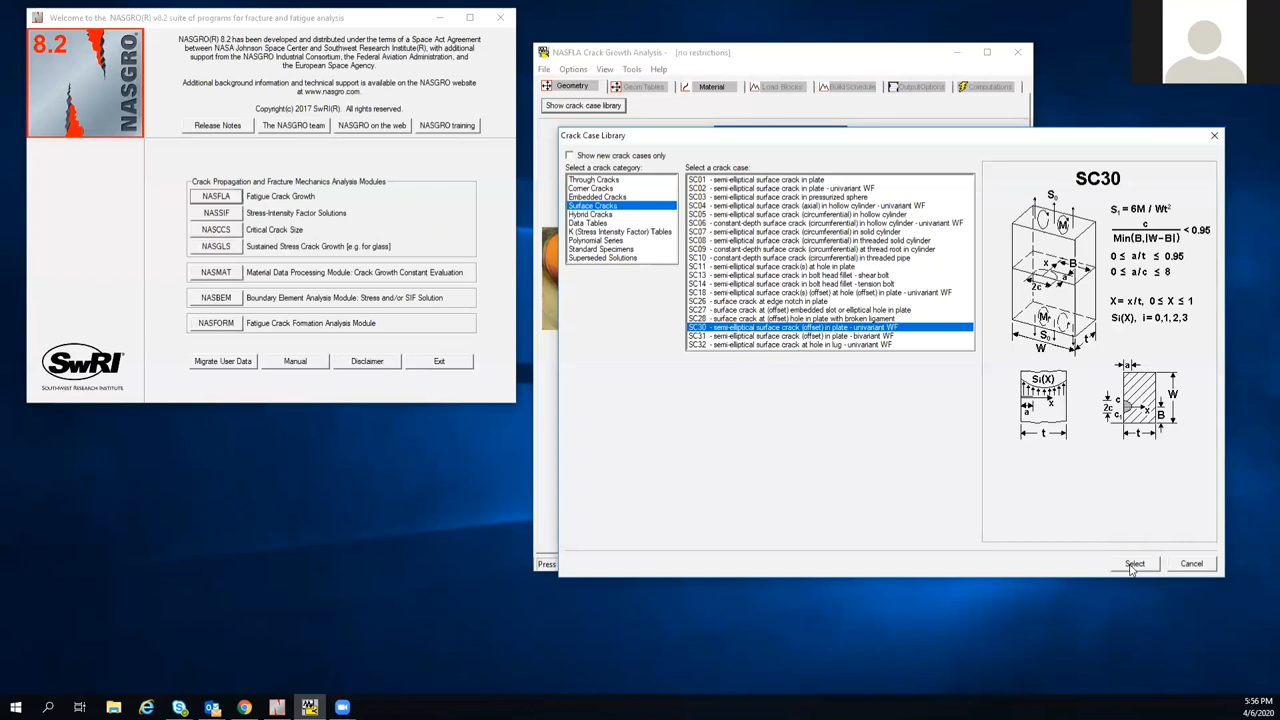 Welcome to the NASGRO(R) v8.2 suite of programs for fracture and fatigue analysis
8.2
NASGRO
NASGRO(R) 8.2 has been developed and distributed under the terms of a Space Act Agreement
between NASA Johnson Space Center and Southwest Research Institute(R), with additional
support from the NASGRO Industrial Consortium, the Federal Aviation Administration, and
the European Space Agency.
Additional background information and technical support is available on the NASGRO website
at www.nasgro.com.
Copyright(c) 2017 SwRI(R). All rights reserved.
Release Notes
The NASGRO team
NASGRO on the web
NASGRO training
Crack Propagation and Fracture Mechanics Analysis Modules
NASFLA Fatigue Crack Growth
NASSIF Stress-Intensity Factor Solutions
NASCCS Critical Crack Size
NASGLS Sustained Stress Crack Growth [e.g. for glass]
NASMAT Material Data Processing Module: Crack Growth Constant Evaluation
NASBEM Boundary Element Analysis Module: Stress and/or SIF Solution
NASFORM Fatigue Crack Formation Analysis Module
SwRI
SOUTHWEST RESEARCH INSTITUTE
Migrate User Data
Manual
Disclaimer
Exit
NASFLA Crack Growth Analysis - [no restrictions]
File Options View Tools Help
Geometry
Geom Tables
Material
Load Blocks
Build Schedule
Output Options
Computations
Show crack case library
Press
Crack Case Library
Show new crack cases only
Select a crack category:
Through Cracks
Corner Cracks
Embedded Cracks
Surface Cracks
Hybrid Cracks
Data Tables
K (Stress Intensity Factor) Tables
Polynomial Series
Standard Specimens
Superseded Solutions
Select a crack case:
SC01 - semi-elliptical surface crack in plate
SC02 - semi-elliptical surface crack in plate - univariant WF
SC03 - semi-elliptical surface crack in pressurized sphere
SC04 - semi-elliptical surface crack (axial) in hollow cylinder - univariant WF
SC05 - semi-elliptical surface crack (circumferential) in hollow cylinder
SC06 - constant-depth surface crack (circumferential) in hollow cylinder - univariant WF
SC07 - semi-elliptical surface crack (circumferential) in solid cylinder
SC08 - semi-elliptical surface crack (circumferential) in threaded solid cylinder
SC09 - constant-depth surface crack (circumferential) at thread root in cylinder
SC10 - constant-depth surface crack (circumferential) in threaded pipe
SC11 - semi-elliptical surface crack(s) at hole in plate
SC13 - semi-elliptical surface crack in bolt head fillet - shear bolt
SC14 - semi-elliptical surface crack in bolt head fillet - tension bolt
SC18 - semi-elliptical surface crack(s) (offset) at hole (offset) in plate - univariant WF
SC26 - surface crack at edge notch in plate
SC27 - surface crack at (offset) embedded slot or elliptical hole in plate
SC28 - surface crack at (offset) hole in plate with broken ligament
SC30 - semi-elliptical surface crack (offset) in plate - univariant WF
SC31 - semi-elliptical surface crack (offset) in plate - bivariant WF
SC32 - semi-elliptical surface crack at hole in lug - univariant WF
SC30
S₀
M
B
x
a
2c
M
S₀
W
t
S₁ = 6M / Wt²
c / Min(B,|W−B|) < 0.95
0 ≤ a/t ≤ 0.95
0 ≤ a/c ≤ 8
X = x/t, 0 ≤ X ≤ 1
Si(X), i=0,1,2,3
Si(X)
x
a
t
a
c
2c
c
x
W
B
t
Select
Cancel
5:56 PM
4/6/2020